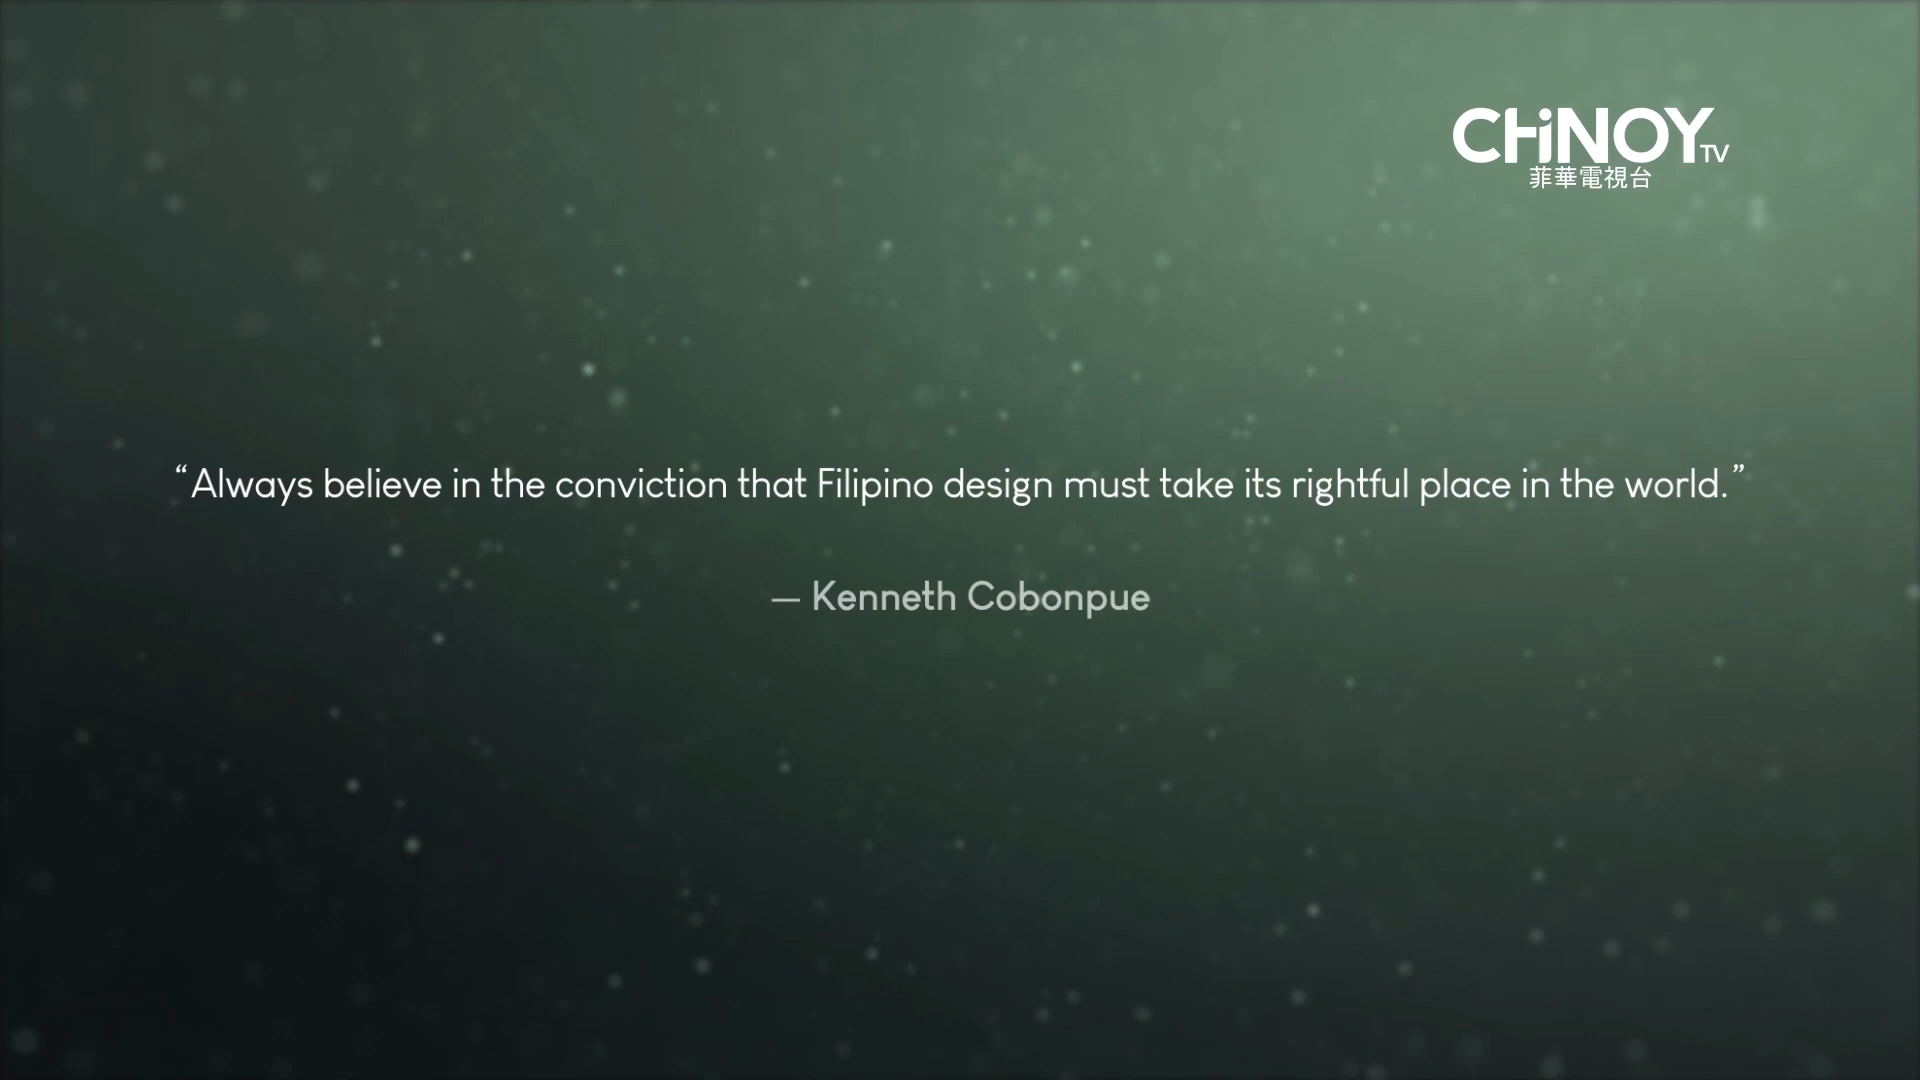 CHiNOY TV
菲華電視台
“Always believe in the conviction that Filipino design must take its rightful place in the world.”
— Kenneth Cobonpue